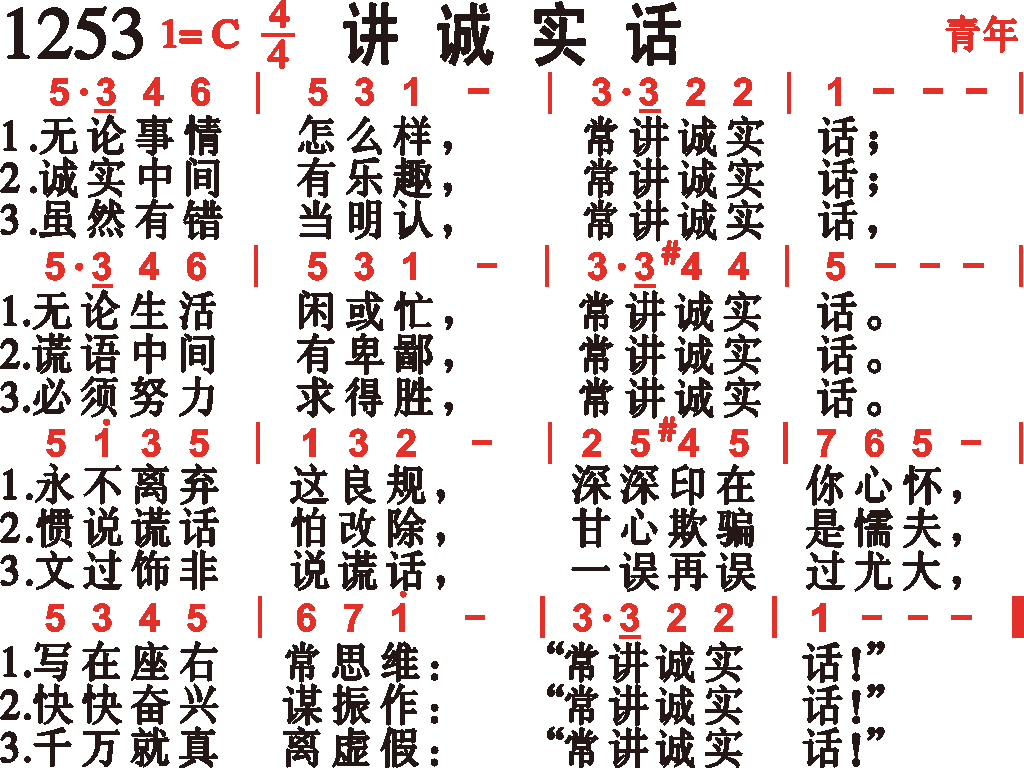 1253 1=C 4/4 讲诚实话 青年
5·3 4 6 | 5 3 1 － | 3·3 2 2 | 1 － － － |
1.无论事情 怎么样， 常讲诚实 话；
2.诚实中间 有乐趣， 常讲诚实 话；
3.虽然有错 当明认， 常讲诚实 话，
5·3 4 6 | 5 3 1 － | 3·3 #4 4 | 5 － － － |
1.无论生活 闲或忙， 常讲诚实 话。
2.谎语中间 有卑鄙， 常讲诚实 话。
3.必须努力 求得胜， 常讲诚实 话。
5 1̇ 3 5 | 1 3 2 － | 2 5 #4 5 | 7 6 5 － |
1.永不离弃 这良规， 深深印在 你心怀，
2.惯说谎话 怕改除， 甘心欺骗 是懦夫，
3.文过饰非 说谎话， 一误再误 过尤大，
5 3 4 5 | 6 7 1̇ － | 3·3 2 2 | 1 － － －
1.写在座右 常思维： “常讲诚实 话！”
2.快快奋兴 谋振作： “常讲诚实 话！”
3.千万就真 离虚假： “常讲诚实 话！”